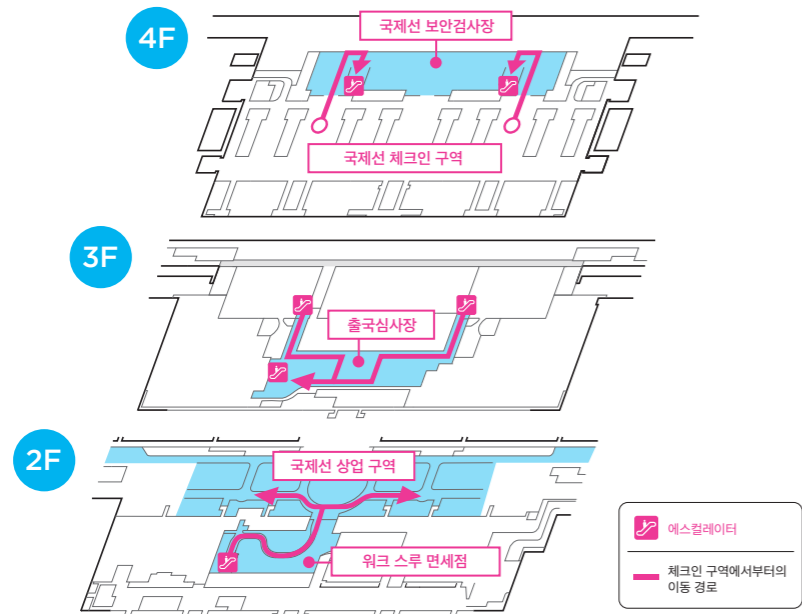 4F
국제선 보안검사장
국제선 체크인 구역
3F
출국심사장
2F
국제선 상업 구역
워크 스루 면세점
에스컬레이터
체크인 구역에서부터의
이동 경로